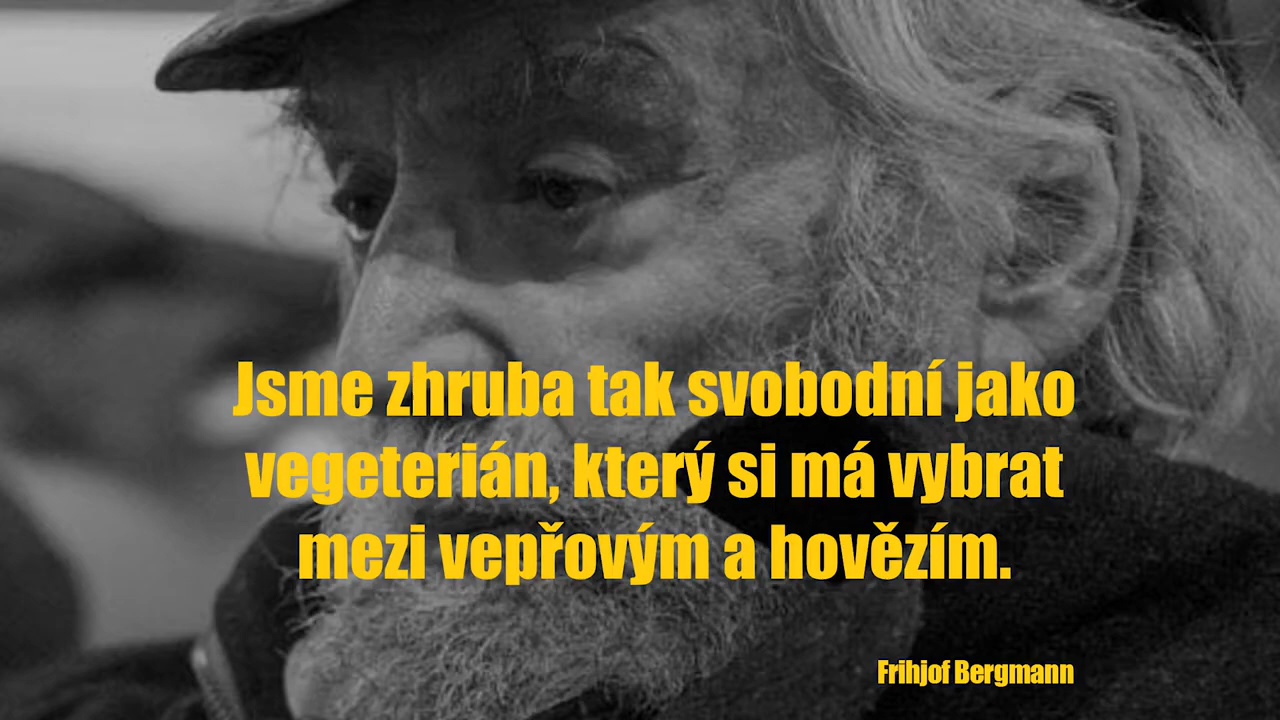 Jsme zhruba tak svobodní jako
vegeterián, který si má vybrat
mezi vepřovým a hovězím.
Frihjof Bergmann